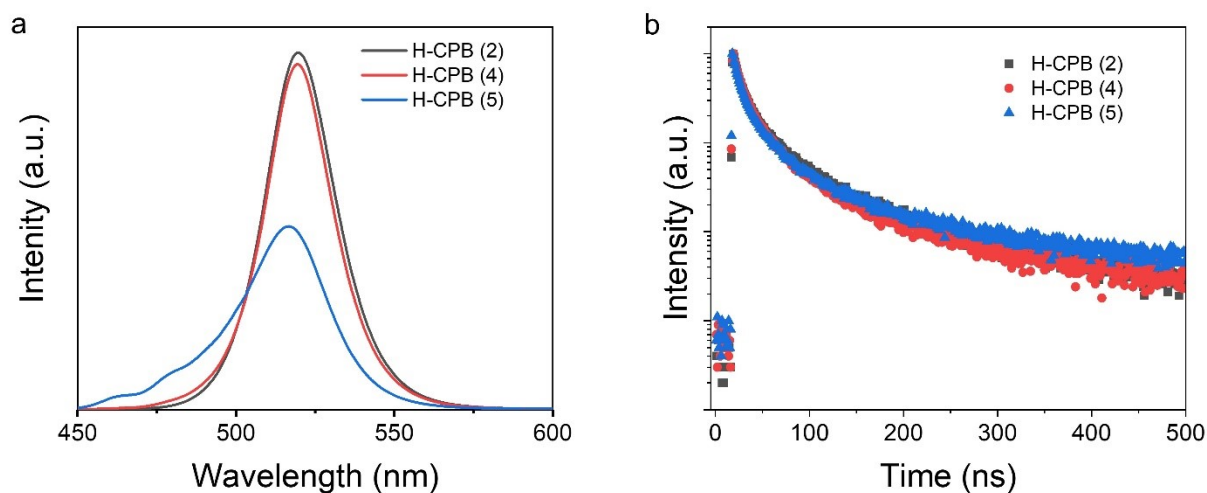 a
H-CPB (2)
H-CPB (4)
H-CPB (5)
Intenity (a.u.)
450
500
550
600
Wavelength (nm)
b
H-CPB (2)
H-CPB (4)
H-CPB (5)
Intensity (a.u.)
0
100
200
300
400
500
Time (ns)